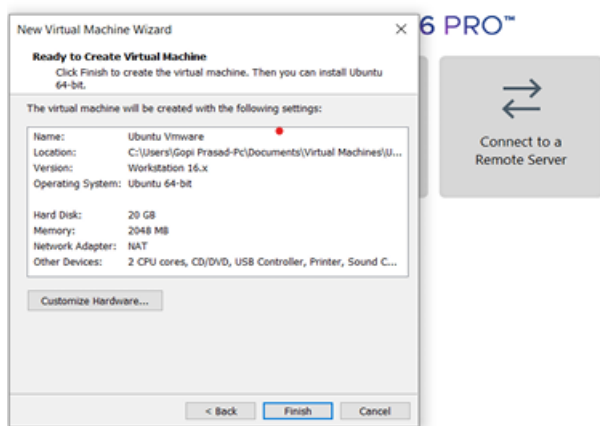 New Virtual Machine Wizard
6 PRO™
Ready to Create Virtual Machine
Click Finish to create the virtual machine. Then you can install Ubuntu
64-bit.
The virtual machine will be created with the following settings:
Name: Ubuntu Vmware
Location: C:\Users\Gopi Prasad-Pc\Documents\Virtual Machines\U...
Version: Workstation 16.x
Operating System: Ubuntu 64-bit
Hard Disk: 20 GB
Memory: 2048 MB
Network Adapter: NAT
Other Devices: 2 CPU cores, CD/DVD, USB Controller, Printer, Sound C...
Customize Hardware...
< Back
Finish
Cancel
Connect to a
Remote Server